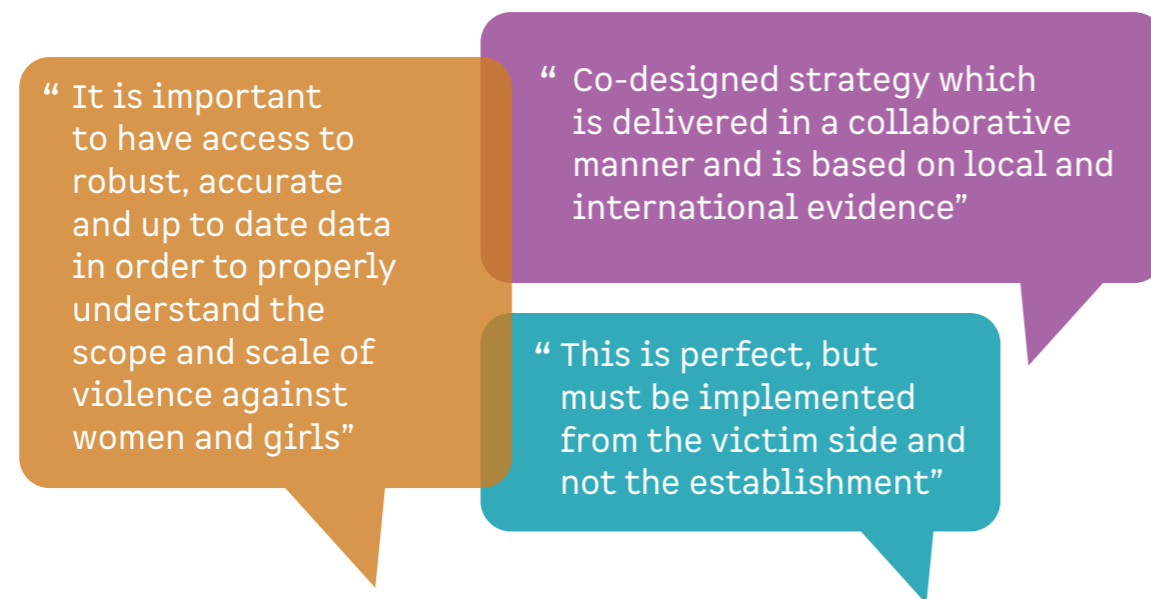 “ It is important
to have access to
robust, accurate
and up to date data
in order to properly
understand the
scope and scale of
violence against
women and girls”
“ Co-designed strategy which
is delivered in a collaborative
manner and is based on local and
international evidence”
“ This is perfect, but
must be implemented
from the victim side and
not the establishment”